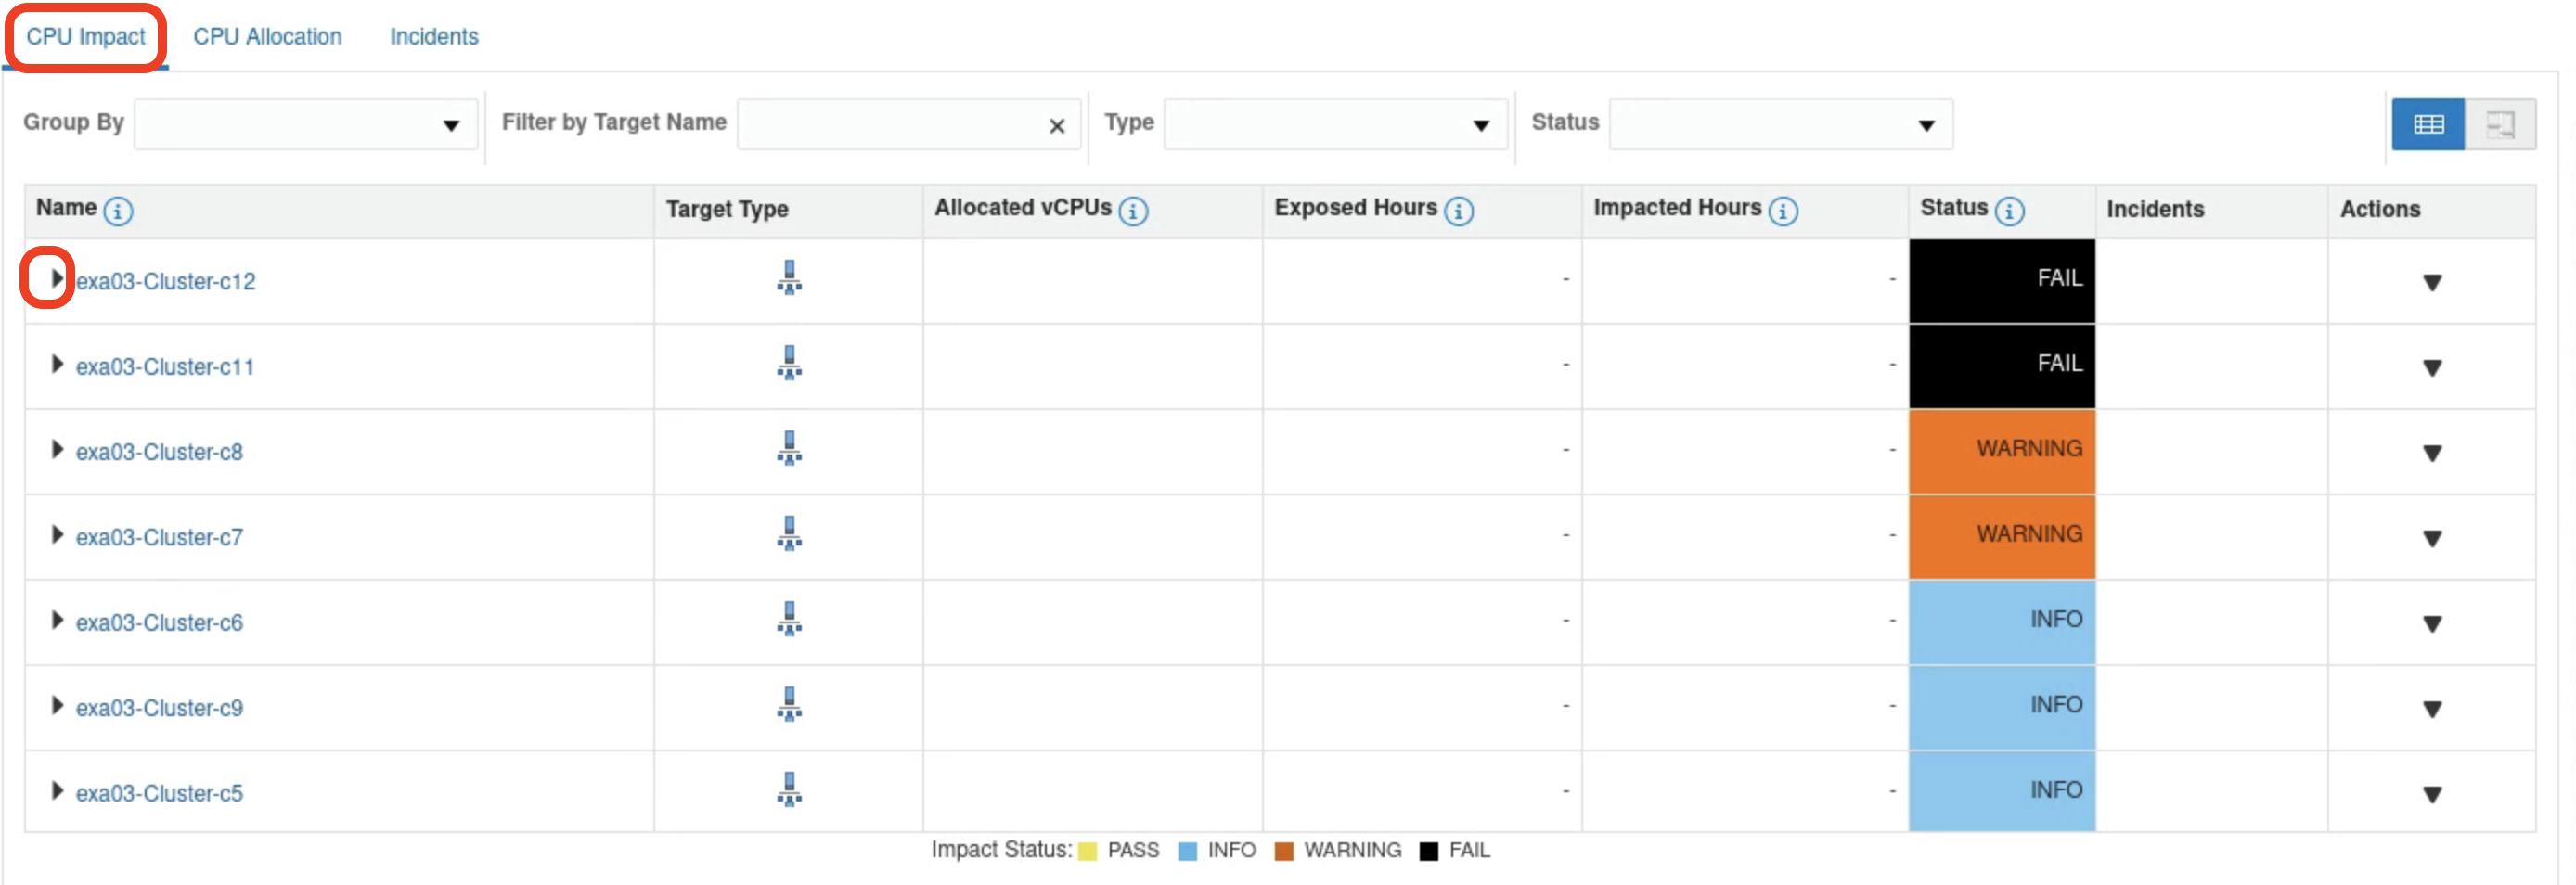 CPU Impact CPU Allocation Incidents
Group By Filter by Target Name Type Status
Name Target Type Allocated vCPUs Exposed Hours Impacted Hours Status Incidents Actions
exa03-Cluster-c12 - - FAIL
exa03-Cluster-c11 - - FAIL
exa03-Cluster-c8 - - WARNING
exa03-Cluster-c7 - - WARNING
exa03-Cluster-c6 - - INFO
exa03-Cluster-c9 - - INFO
exa03-Cluster-c5 - - INFO
Impact Status: PASS INFO WARNING FAIL